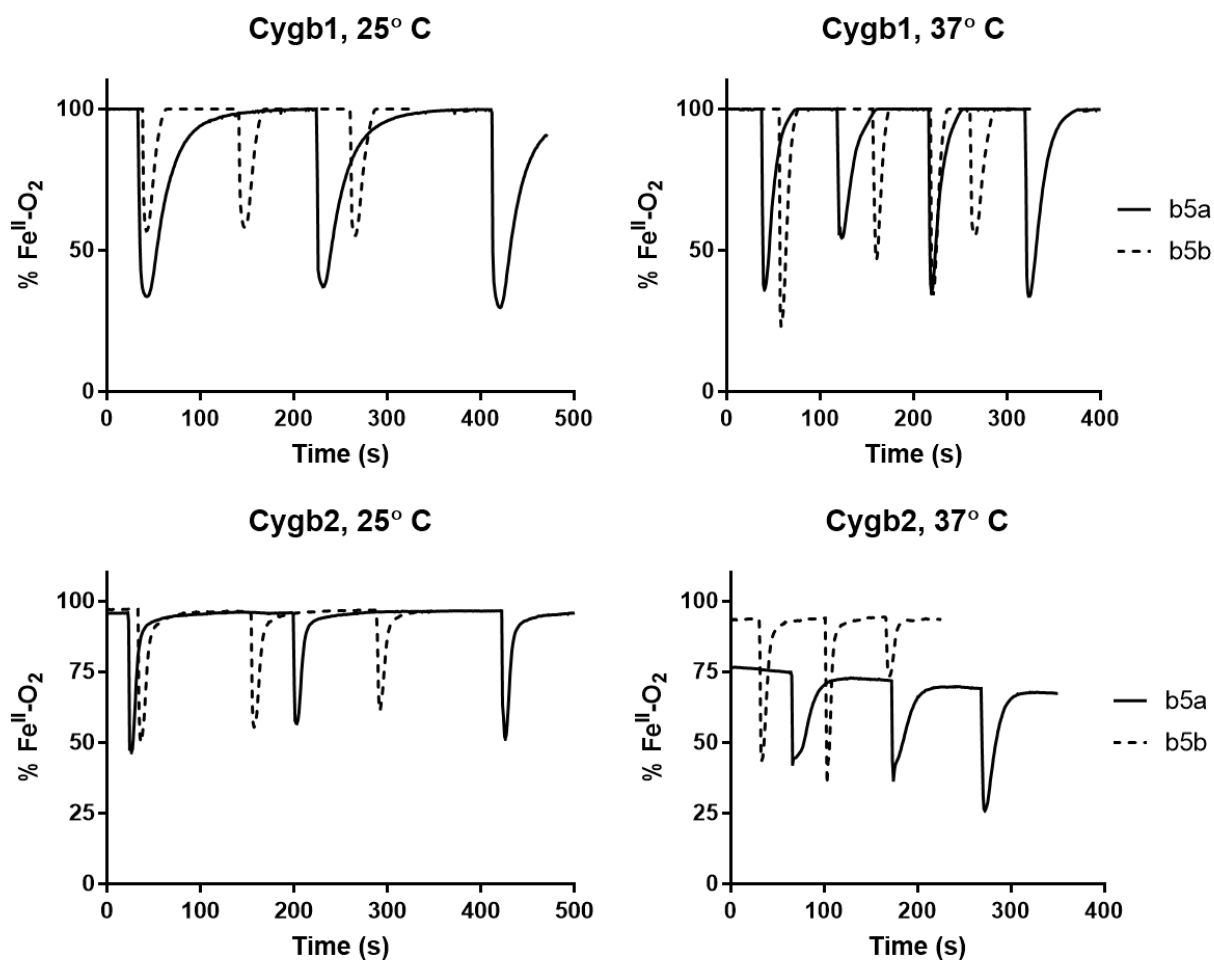 Cygb1, 25° C
100
50
0
% Fe^II-O₂
0 100 200 300 400 500
Time (s)
Cygb1, 37° C
100
50
0
% Fe^II-O₂
0 100 200 300 400
Time (s)
b5a
b5b
Cygb2, 25° C
100
75
50
25
0
% Fe^II-O₂
0 100 200 300 400 500
Time (s)
Cygb2, 37° C
100
75
50
25
0
% Fe^II-O₂
0 100 200 300 400
Time (s)
b5a
b5b